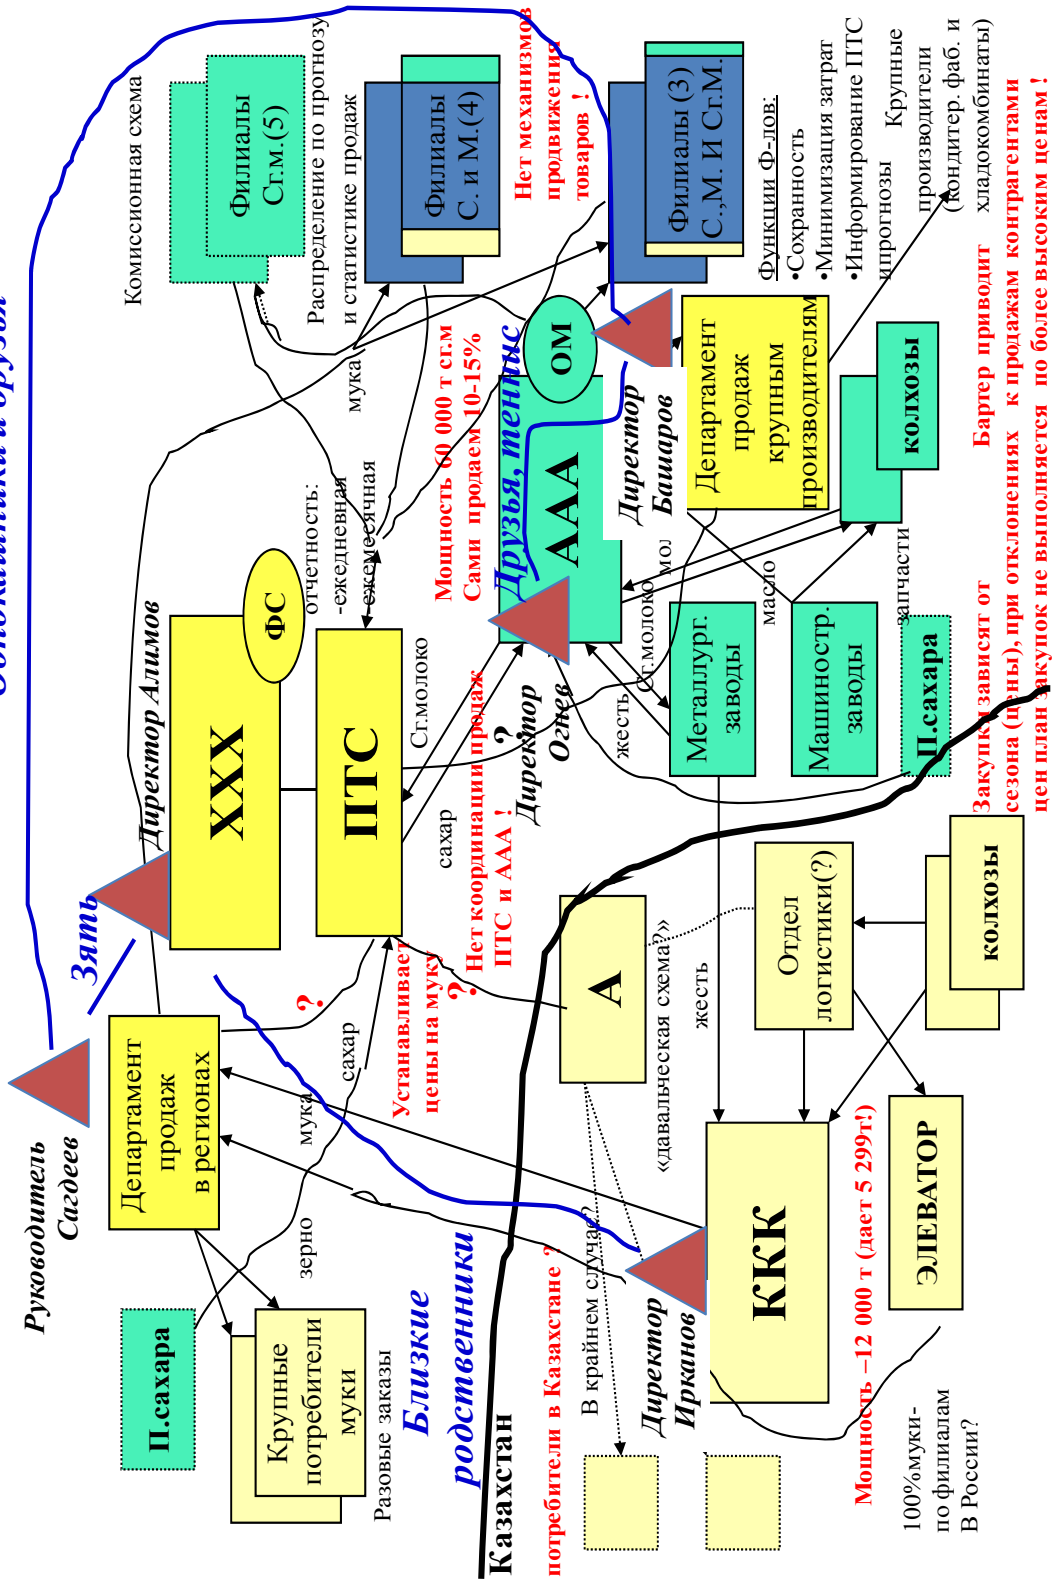 Однокашники и друзья
Руководитель
Сагдеев
Зять
Директор Алимов
Комиссионная схема
П.сахара
Департамент
продаж
в регионах
ХХХ
ФС
Филиалы
Сг.м.(5)
Крупные
потребители
муки
Разовые заказы
зерно
мука
сахар
?
ПТС
отчетность:
-ежедневная
-ежемесячная
Распределение по прогнозу
и статистике продаж
мука
Филиалы
С. и М.(4)
Близкие
родственники
Устанавливает
цены на муку
?
Сг.молоко
сахар
Мощность 60 000 т сг.м
Сами продаем 10-15%
Нет координации продаж
ПТС и ААА !
?
Друзья, теннис
Нет механизмов
продвижения
товаров !
Казахстан
потребители в Казахстане ?
В крайнем случае?
А
Директор
Огнев
ААА
ОМ
Директор
Башаров
Филиалы (3)
С.,М. И Сг.М.
Директор
Ирканов
«давальческая схема?»
жесть
жесть
Сг.молоко
масло
Металлург.
заводы
Департамент
продаж
крупным
производителям
Функции Ф-лов:
•Сохранность
•Минимизация затрат
•Информирование ПТС
ипрогнозы
ККК
Отдел
логистики(?)
Машиностр.
заводы
запчасти
колхозы
Крупные
производители
(кондитер. фаб. и
хладокомбинаты)
Мощность –12 000 т (дает 5 299т!)
ЭЛЕВАТОР
колхозы
П.сахара
100%муки-
по филиалам
В России?
Закупки зависят от
сезона (цены), при отклонениях
цен план закупок не выполняется
Бартер приводит
к продажам контрагентами
по более высоким ценам !